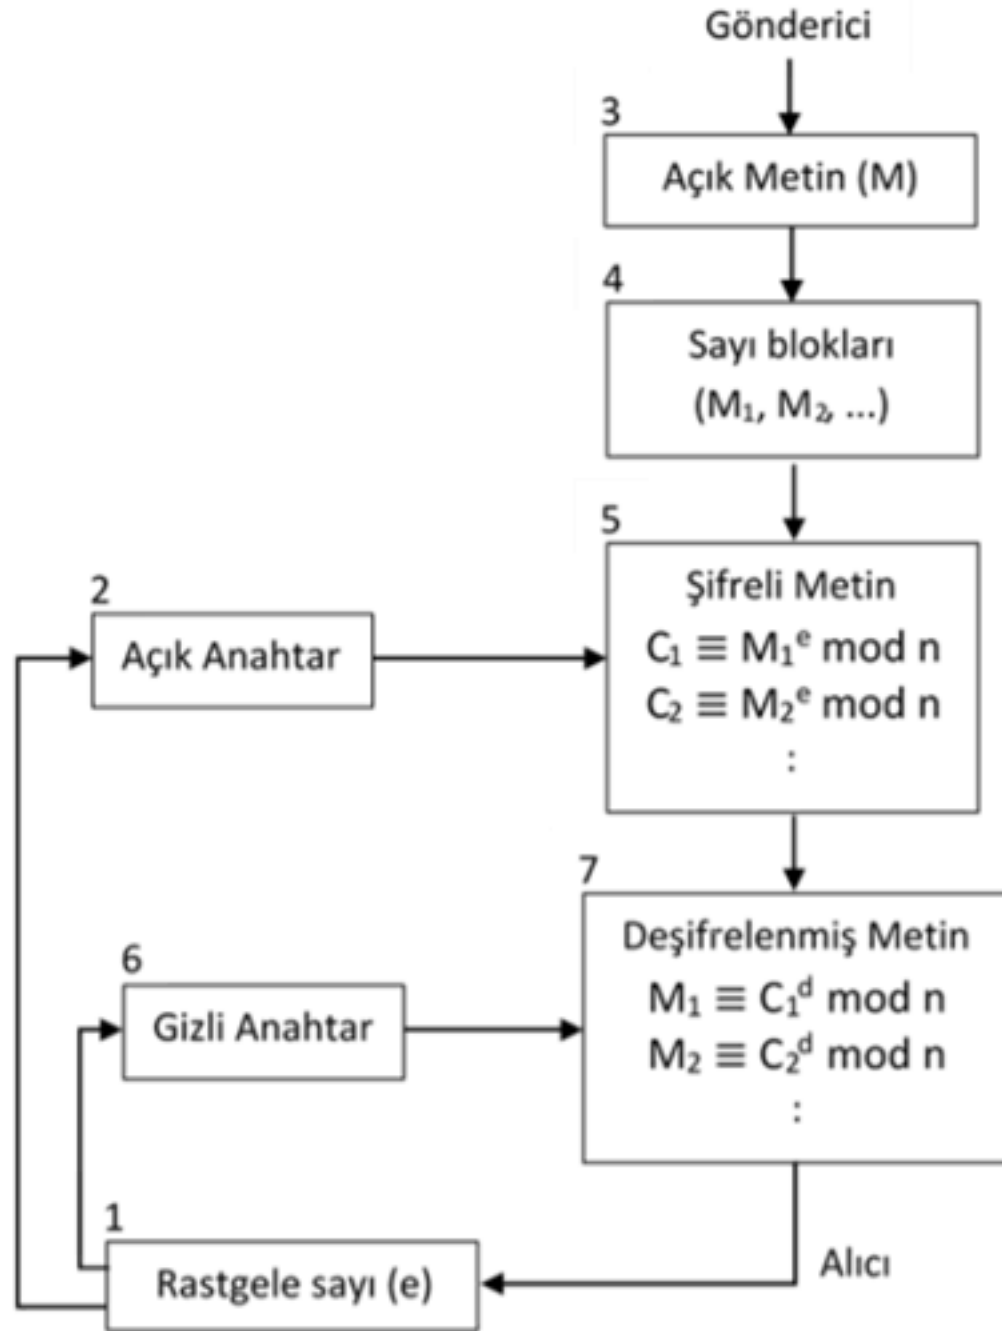 Gönderici
3
Açık Metin (M)
4
Sayı blokları
(M₁, M₂, ...)
5
Şifreli Metin
C₁ ≡ M₁ᵉ mod n
C₂ ≡ M₂ᵉ mod n
:
2
Açık Anahtar
7
Deşifrelenmiş Metin
M₁ ≡ C₁ᵈ mod n
M₂ ≡ C₂ᵈ mod n
:
6
Gizli Anahtar
1
Rastgele sayı (e)
Alıcı